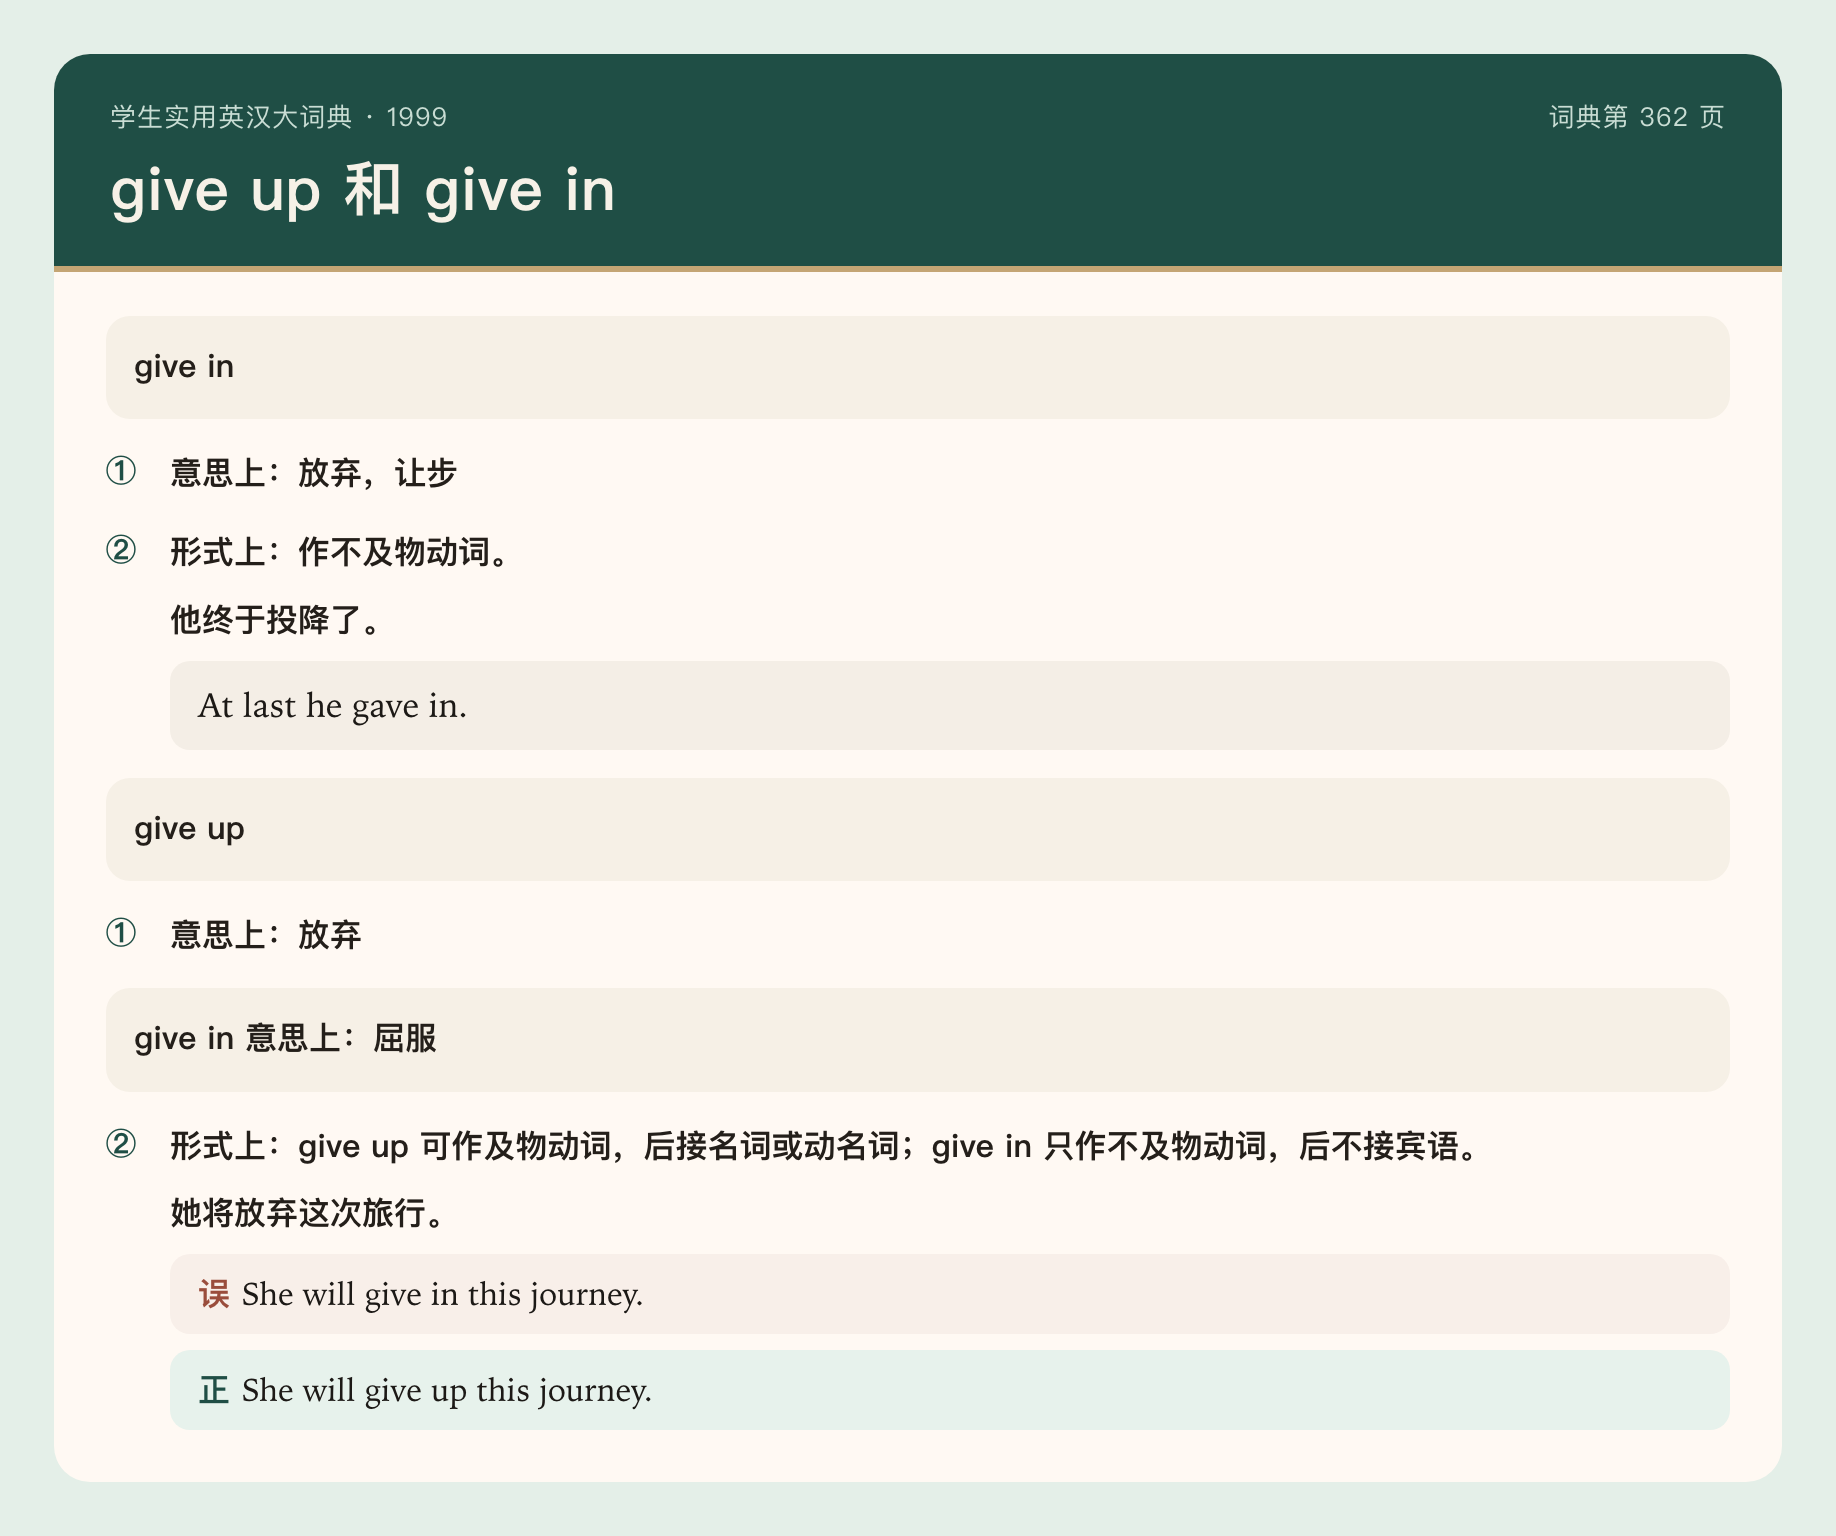 学生实用英汉大词典 · 1999
词典第 362 页
give up 和 give in
give in
① 意思上：放弃，让步
② 形式上：作不及物动词。
他终于投降了。
At last he gave in.
give up
① 意思上：放弃
give in 意思上：屈服
② 形式上：give up 可作及物动词，后接名词或动名词；give in 只作不及物动词，后不接宾语。
她将放弃这次旅行。
误 She will give in this journey.
正 She will give up this journey.